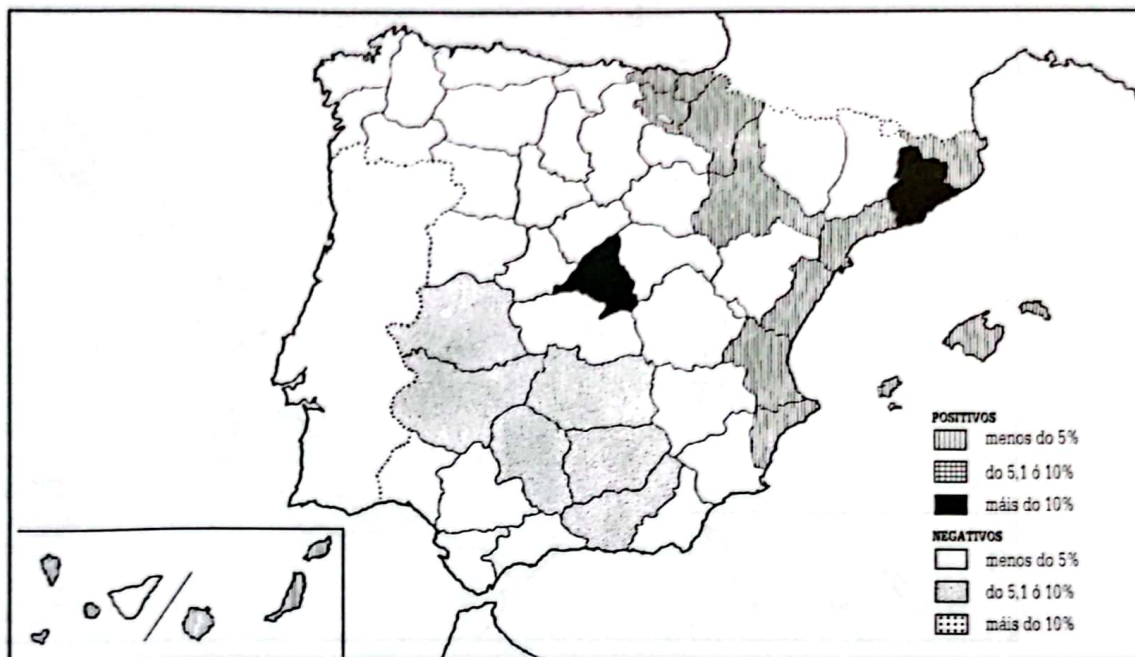 POSITIVOS
menos do 5%
do 5,1 ó 10%
máis do 10%
NEGATIVOS
menos do 5%
do 5,1 ó 10%
máis do 10%